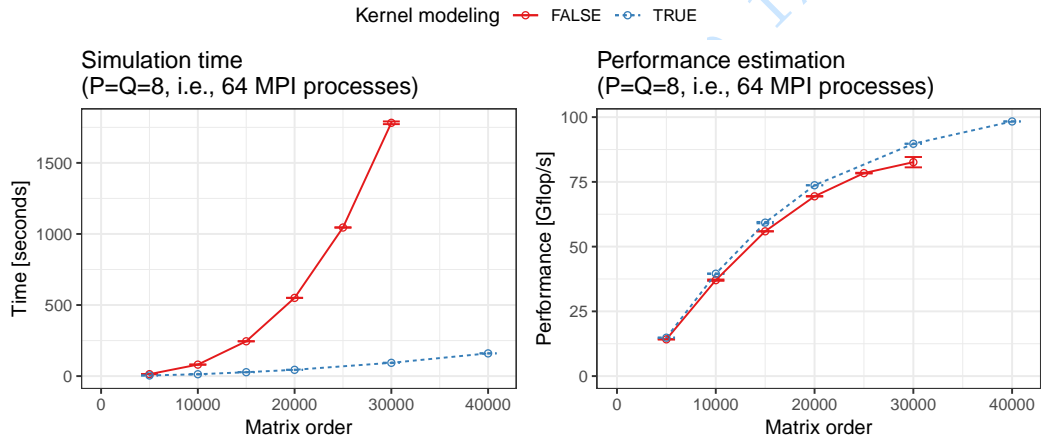 Kernel modeling FALSE TRUE
Simulation time
(P=Q=8, i.e., 64 MPI processes)
Time [seconds]
1500
1000
500
0
0 10000 20000 30000 40000
Matrix order
Performance estimation
(P=Q=8, i.e., 64 MPI processes)
Performance [Gflop/s]
100
75
50
25
0
0 10000 20000 30000 40000
Matrix order